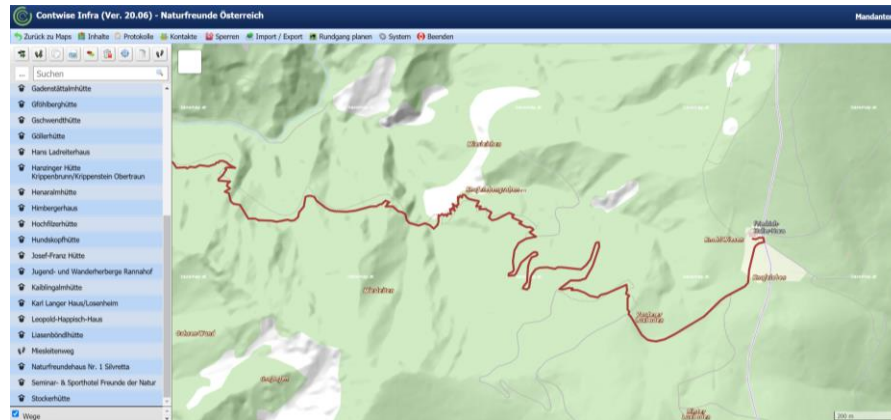 Contwise Infra (Ver. 20.06) - Naturfreunde Österreich
Mandanten
Zurück zu Maps Inhalte Protokolle Kontakte Sperren Import / Export Rundgang planen System Beenden
... Suchen
Gadenstättalmhütte
Gföhlberghütte
Gschwendthütte
Göllerhütte
Hans Ladreiterhaus
Hanzinger Hütte
Krippenbrunn/Krippenstein Obertraun
Henaralmhütte
Himbergerhaus
Hochfilzerhütte
Hundskopfhütte
Josef-Franz Hütte
Jugend- und Wanderherberge Rannahof
Kaiblingalmhütte
Karl Langer Haus/Losenheim
Leopold-Happisch-Haus
Liasenböndlhütte
Miesleitenweg
Naturfreundehaus Nr. 1 Silvretta
Seminar- & Sporthotel Freunde der Natur
Stockerhütte
Wege
Miesleiten
200 m